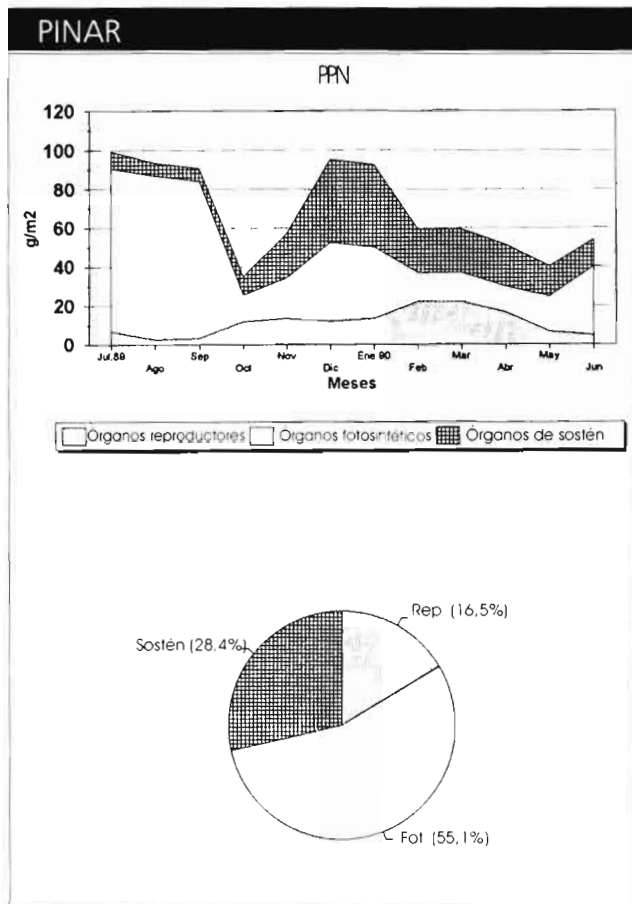 PINAR
PPN
120
100
80
60
40
20
0
g/m2
Jul.89 Ago Sep Oct Nov Dic Ene 90 Feb Mar Abr May Jun
Meses
Órganos reproductores Órganos fotosintéticos Órganos de sostén
Rep (16,5%)
Sostén (28,4%)
Fot (55,1%)